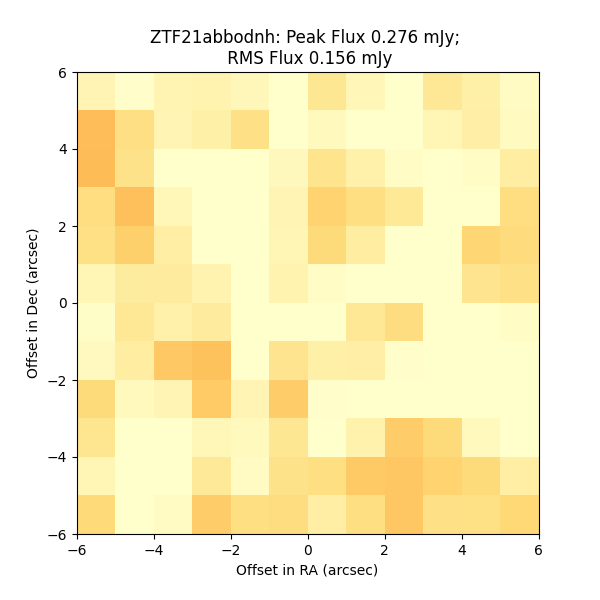 ZTF21abbodnh: Peak Flux 0.276 mJy;
RMS Flux 0.156 mJy
6
4
2
0
−2
−4
−6
Offset in Dec (arcsec)
−6 −4 −2 0 2 4 6
Offset in RA (arcsec)